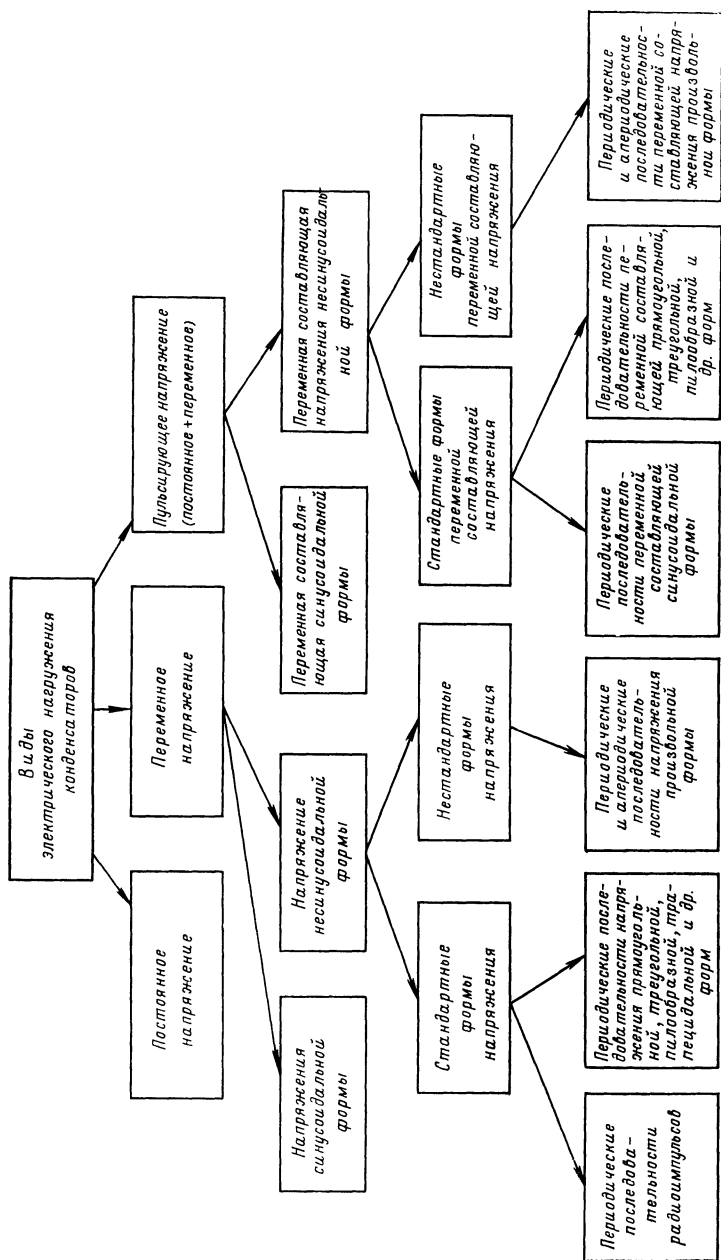 Виды
электрического нагружения
конденсаторов
Постоянное
напряжение
Переменное
напряжение
Пульсирующее напряжение
(постоянное + переменное)
Напряжения
синусоидальной
формы
Напряжение
несинусоидальной
формы
Переменная составля-
ющая синусоидальной
формы
Переменная составляющая
напряжения несинусоидаль-
ной формы
Стандартные
формы
напряжения
Нестандартные
формы
напряжения
Стандартные формы
переменной
составляющей
напряжения
Нестандартные
формы
переменной составляю-
щей напряжения
Периодические
последова-
тельности
радиоимпульсов
Периодические после-
довательности напря-
жения прямоуголь-
ной, треугольной,
пилообразной, тра-
пецидальной и др.
форм
Периодические
и апериодические
последователь-
ности напряжения
произвольной
формы
Периодические
последователь-
ности переменной
составляющей
синусоидальной
формы
Периодические после-
довательности пе-
ременной составля-
ющей прямоугольной,
треугольной,
пилообразной и
др. форм
Периодические
и апериодические
последовательнос-
ти переменной со-
ставляющей напря-
жения произволь-
ной формы